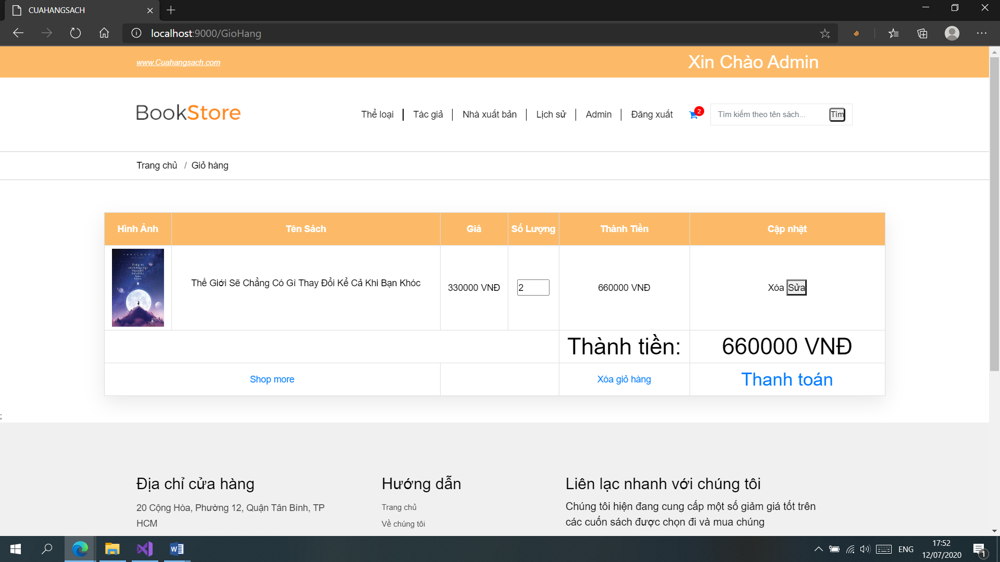 CUAHANGSACH
localhost:9000/GioHang
www.Cuahangsach.com
Xin Chào Admin
BookStore
Thể loại
Tác giả
Nhà xuất bản
Lịch sử
Admin
Đăng xuất
2
Tìm kiếm theo tên sách...
Tìm
Trang chủ / Giỏ hàng
Hình Ảnh
Tên Sách
Giá
Số Lượng
Thành Tiền
Cập nhật
Thế Giới Sẽ Chẳng Có Gì Thay Đổi Kể Cả Khi Bạn Khóc
330000 VNĐ
2
660000 VNĐ
Xóa Sửa
Thành tiền:
660000 VNĐ
Shop more
Xóa giỏ hàng
Thanh toán
;
Địa chỉ cửa hàng
20 Cộng Hòa, Phường 12, Quận Tân Bình, TP
HCM
Hướng dẫn
Trang chủ
Về chúng tôi
Liên lạc nhanh với chúng tôi
Chúng tôi hiện đang cung cấp một số giảm giá tốt trên
các cuốn sách được chọn đi và mua chúng
ENG
17:52
12/07/2020
1